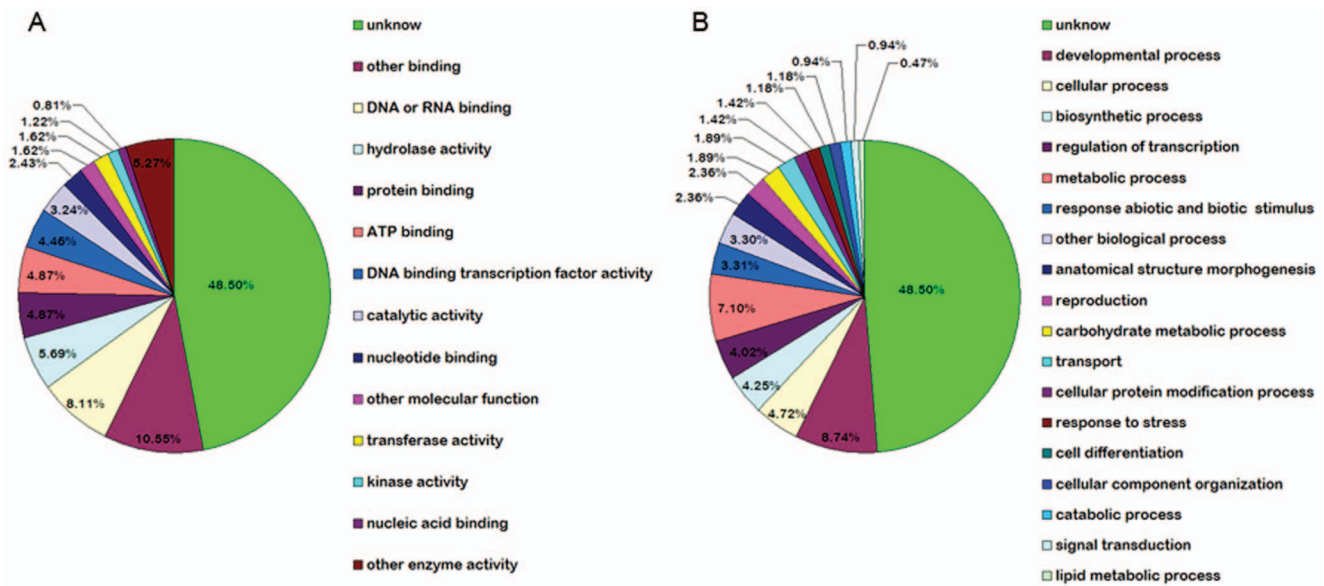 A
unknow
other binding
DNA or RNA binding
hydrolase activity
protein binding
ATP binding
DNA binding transcription factor activity
catalytic activity
nucleotide binding
other molecular function
transferase activity
kinase activity
nucleic acid binding
other enzyme activity
0.81%
1.22%
1.62%
1.62%
2.43%
3.24%
4.46%
4.87%
4.87%
5.69%
8.11%
10.55%
5.27%
48.50%
B
unknow
developmental process
cellular process
biosynthetic process
regulation of transcription
metabolic process
response abiotic and biotic stimulus
other biological process
anatomical structure morphogenesis
reproduction
carbohydrate metabolic process
transport
cellular protein modification process
response to stress
cell differentiation
cellular component organization
catabolic process
signal transduction
lipid metabolic process
0.94%
0.47%
0.94%
1.18%
1.18%
1.42%
1.42%
1.89%
1.89%
2.36%
2.36%
3.30%
3.31%
7.10%
4.02%
4.25%
4.72%
8.74%
48.50%